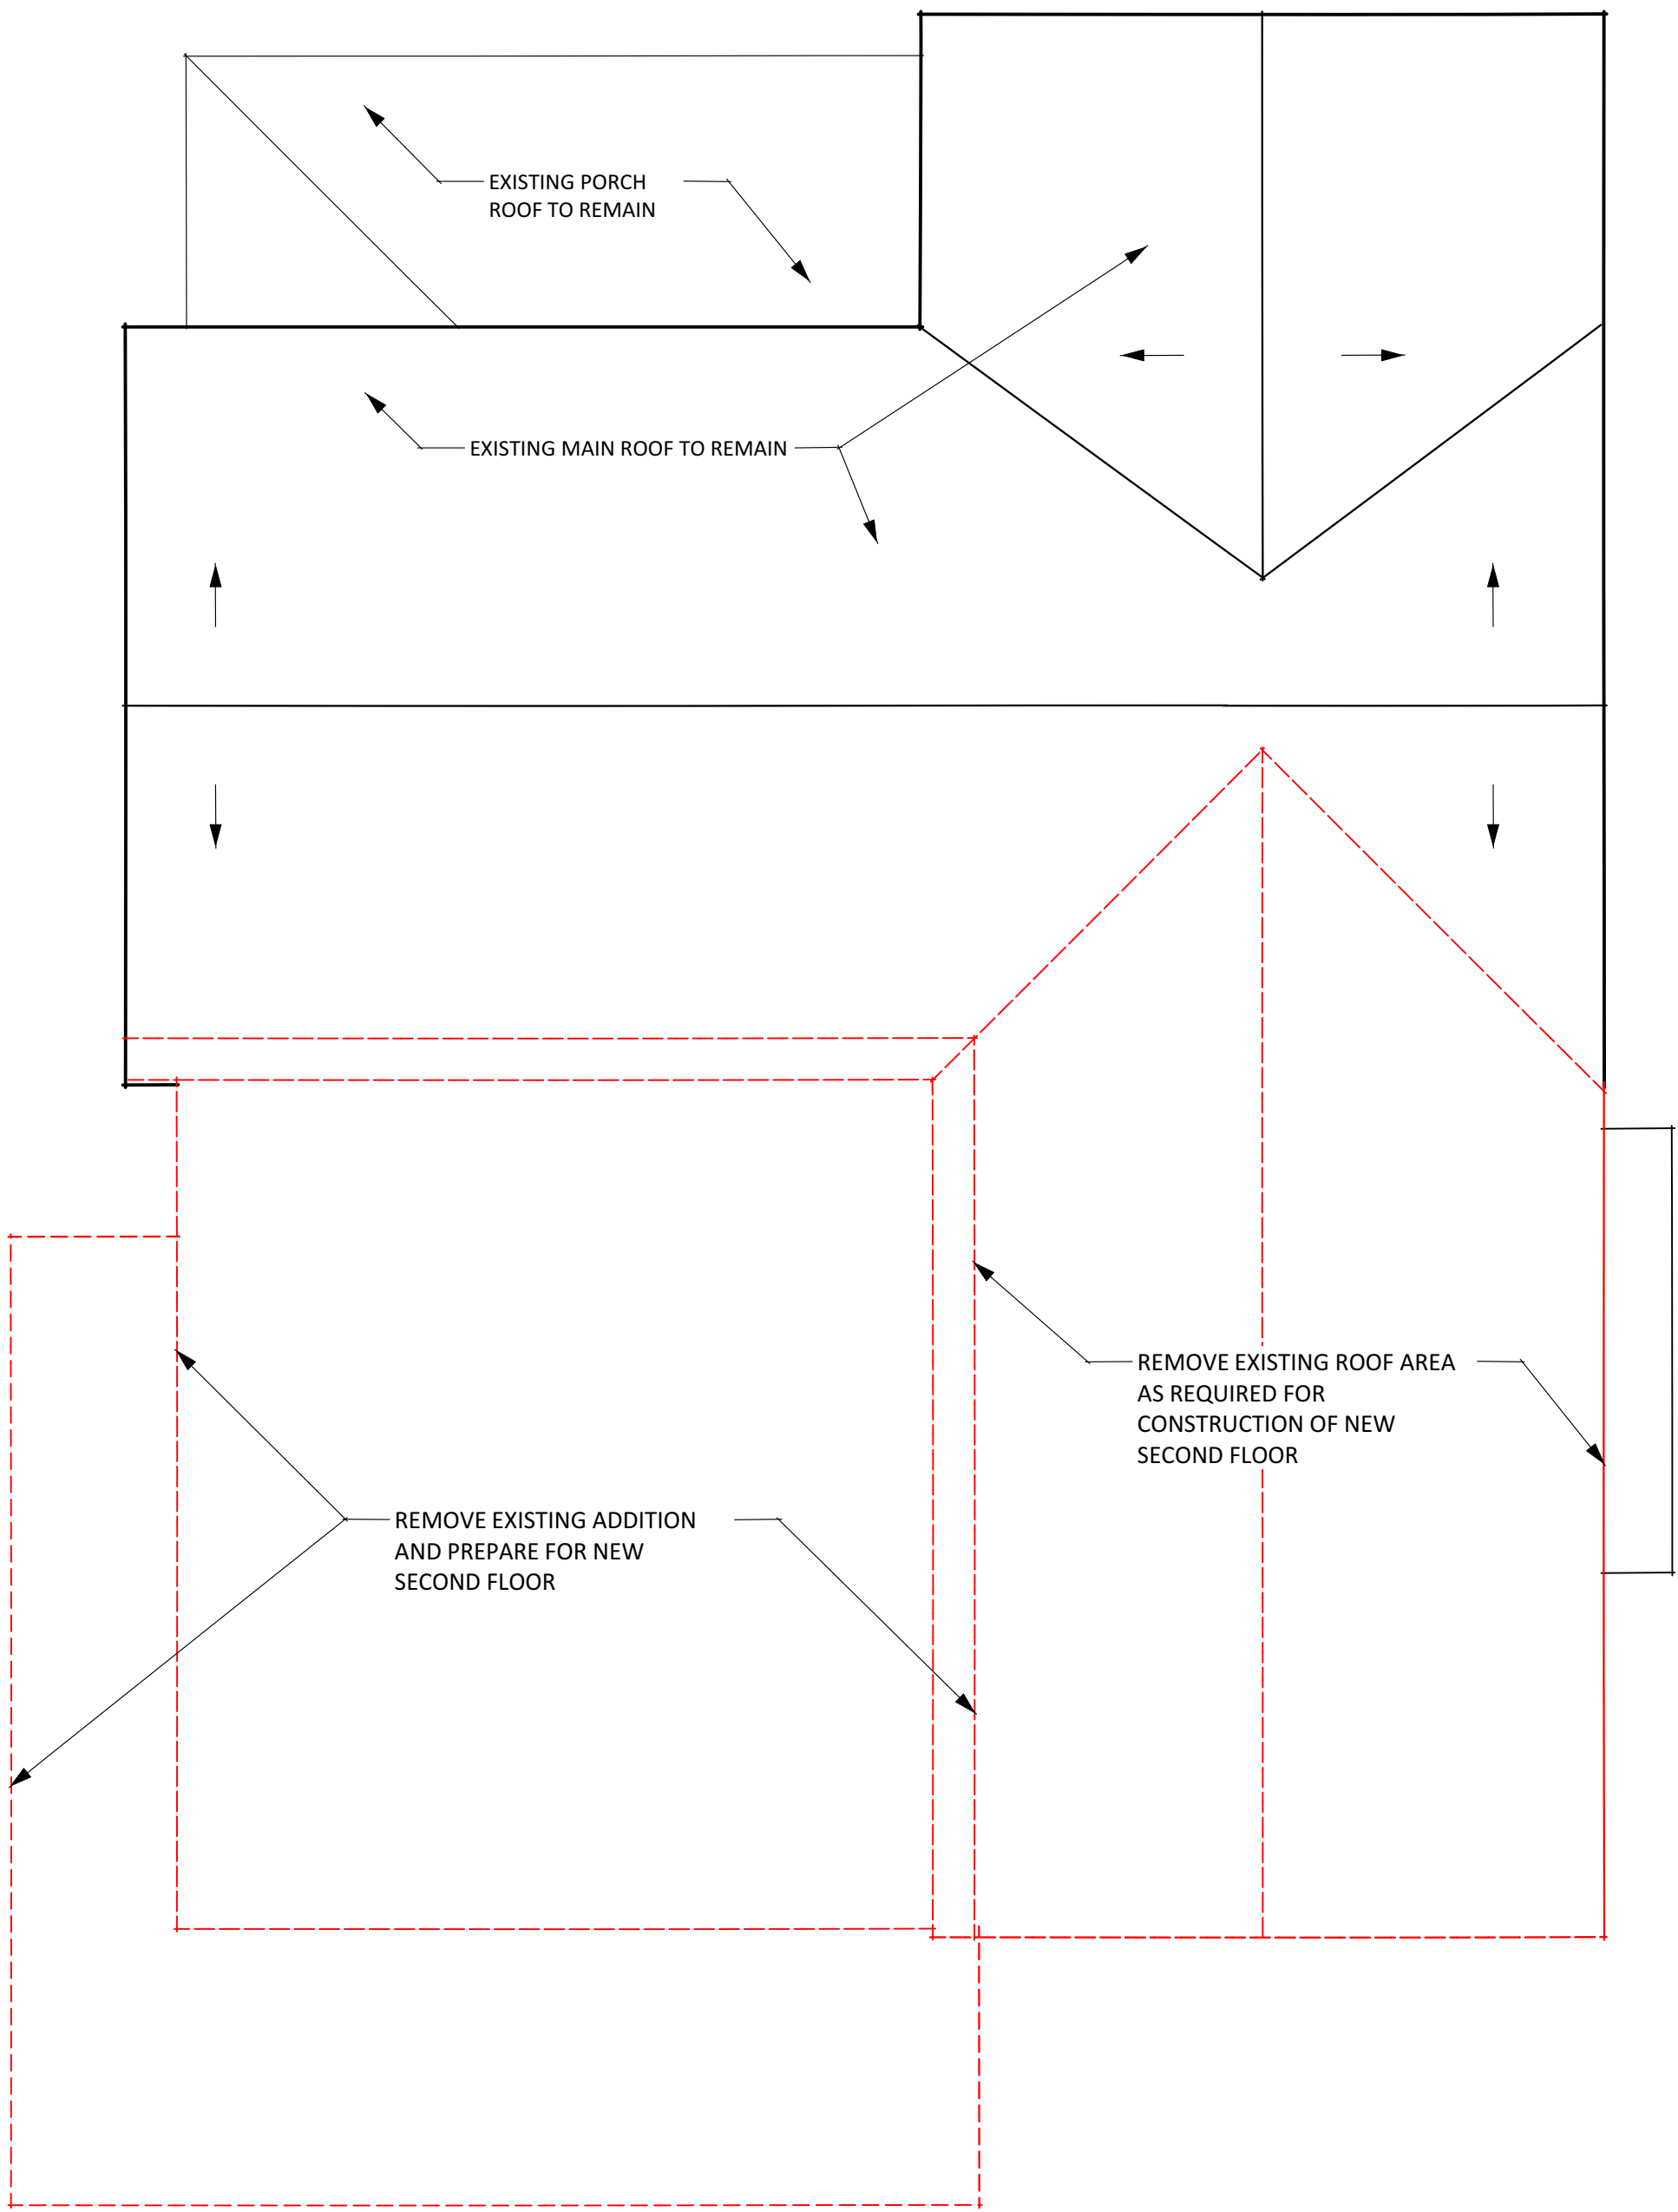 EXISTING PORCH
ROOF TO REMAIN
EXISTING MAIN ROOF TO REMAIN
REMOVE EXISTING ROOF AREA
AS REQUIRED FOR
CONSTRUCTION OF NEW
SECOND FLOOR
REMOVE EXISTING ADDITION
AND PREPARE FOR NEW
SECOND FLOOR